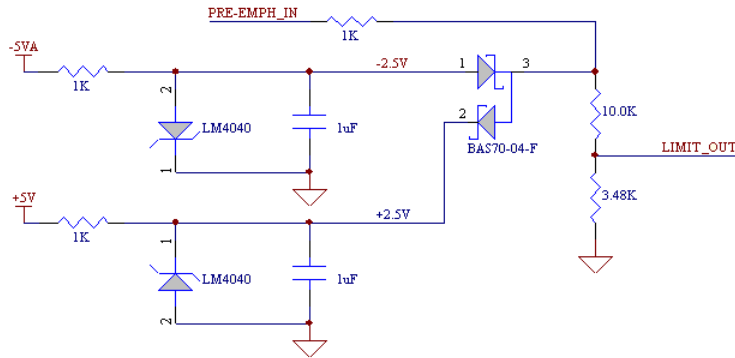 PRE-EMPH_IN
1K
-5VA
-2.5V
1
3
1K
2
2
10.0K
LM4040
1uF
BAS70-04-F
LIMIT_OUT
1
+5V
3.48K
+2.5V
1K
1
LM4040
1uF
2